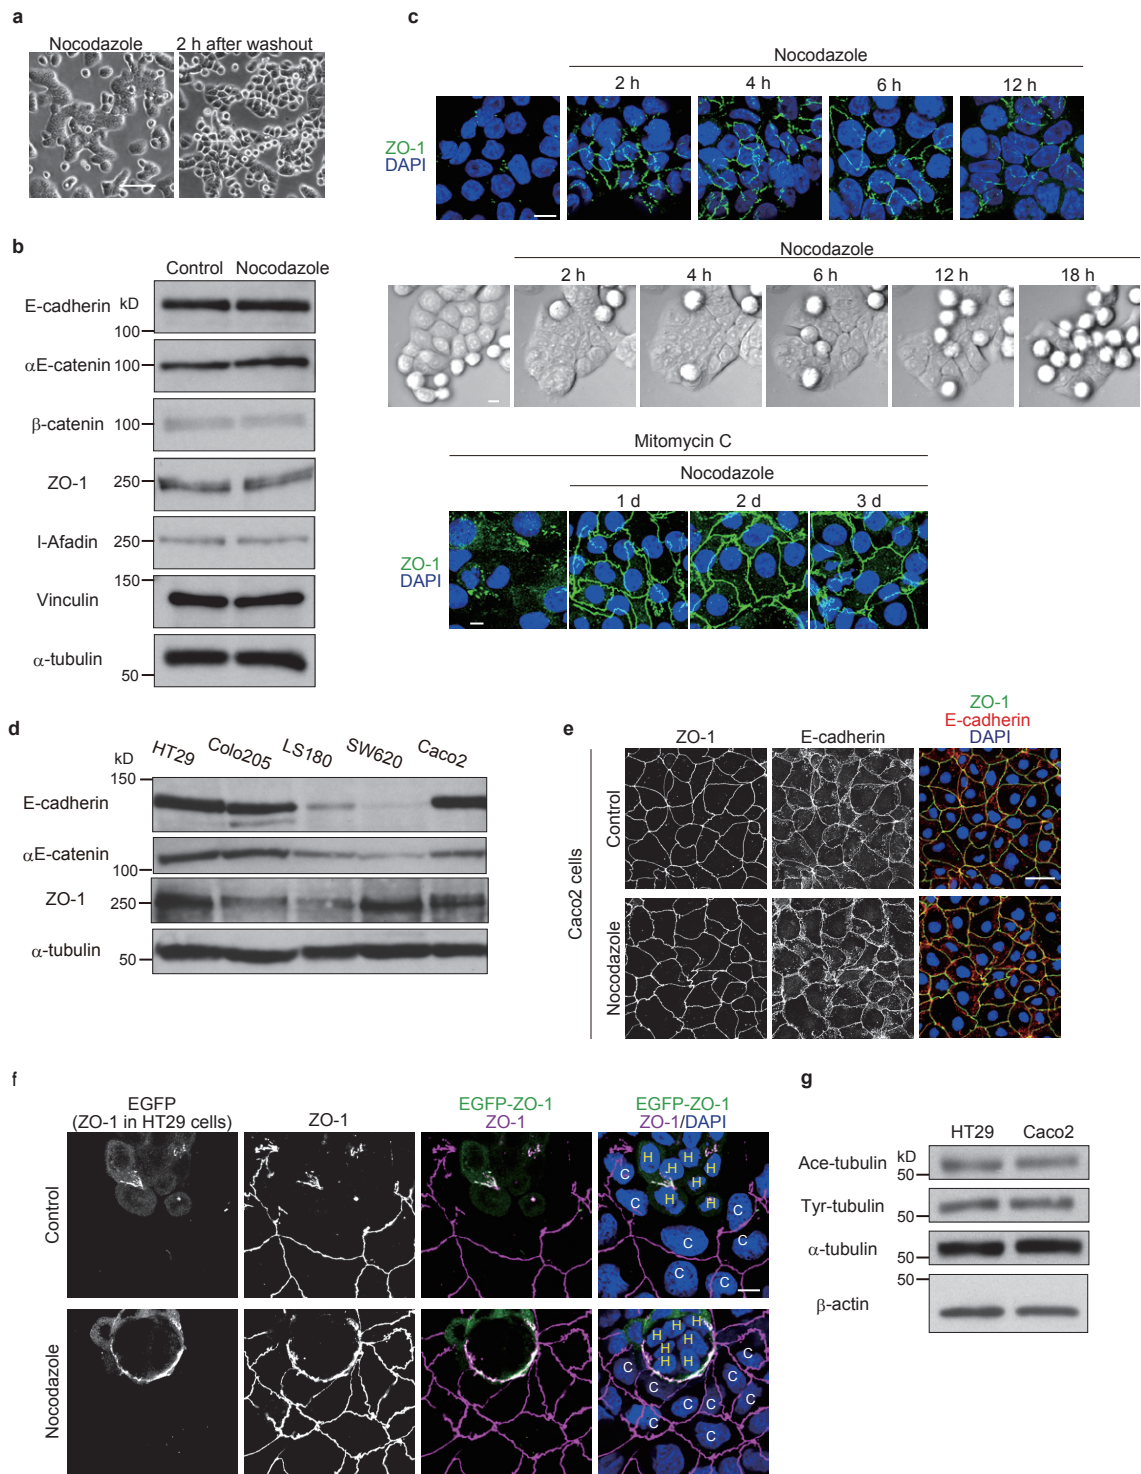 a
Nocodazole 2 h after washout
b
Control Nocodazole
kD
E-cadherin
100
αE-catenin 100
β-catenin 100
ZO-1 250
l-Afadin 250
150
Vinculin
α-tubulin
50
c
Nocodazole
2 h 4 h 6 h 12 h
ZO-1
DAPI
Nocodazole
2 h 4 h 6 h 12 h 18 h
Mitomycin C
Nocodazole
1 d 2 d 3 d
ZO-1
DAPI
d
HT29 Colo205 LS180 SW620 Caco2
kD
150
E-cadherin
αE-catenin
100
ZO-1
250
α-tubulin
50
e
ZO-1
E-cadherin
ZO-1 E-cadherin DAPI
Caco2 cells
Control
Nocodazole
f
EGFP
(ZO-1 in HT29 cells)
ZO-1
EGFP-ZO-1
ZO-1
EGFP-ZO-1
ZO-1/DAPI
Control
H H H H H H H
C C C C C C C
Nocodazole
H H H H H H H
C C C C C C C C C C
g
HT29 Caco2
kD
Ace-tubulin
50
Tyr-tubulin
50
α-tubulin
50
50
β-actin